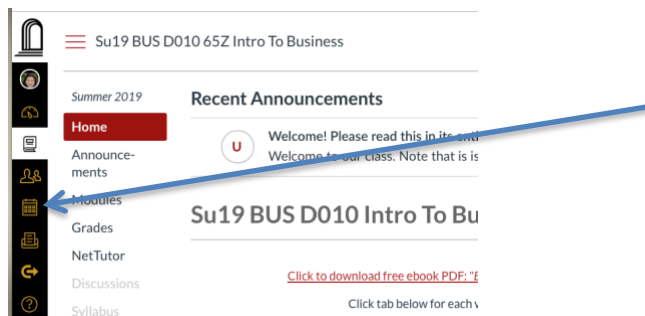 Su19 BUS D010 65Z Intro To Business
Summer 2019
Recent Announcements
Home
U
Welcome! Please read this in its
Announce-
ments
Welcome to our class. Note that is is
Modules
Su19 BUS D010 Intro To Bu
Grades
NetTutor
Click to download free ebook PDF:
Discussions
Click tab below for each
Syllabus